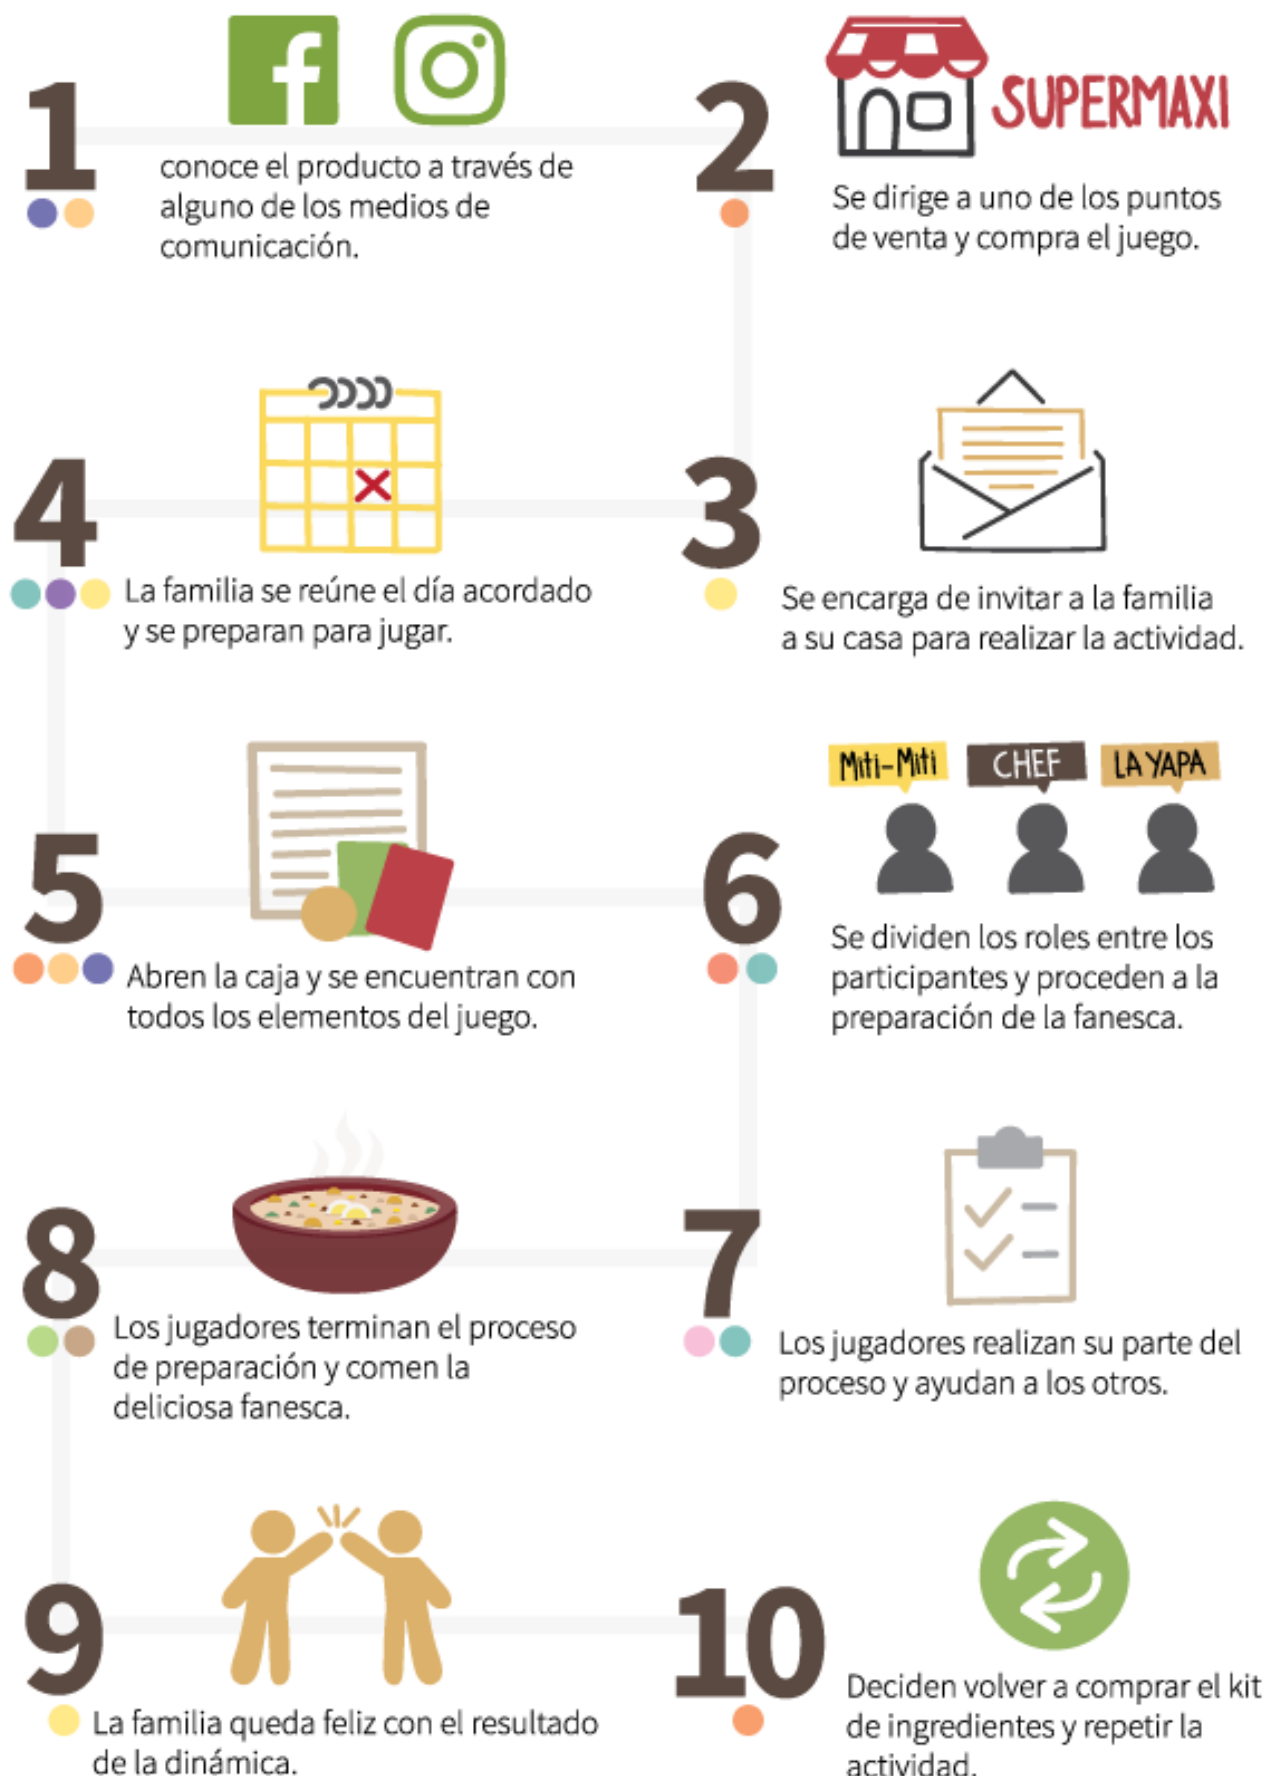 1
conoce el producto a través de
alguno de los medios de
comunicación.
2
SUPERMAXI
Se dirige a uno de los puntos
de venta y compra el juego.
3
Se encarga de invitar a la familia
a su casa para realizar la actividad.
4
La familia se reúne el día acordado
y se preparan para jugar.
5
Abren la caja y se encuentran con
todos los elementos del juego.
6
Miti-Miti
CHEF
LA YAPA
Se dividen los roles entre los
participantes y proceden a la
preparación de la fanesca.
7
Los jugadores realizan su parte del
proceso y ayudan a los otros.
8
Los jugadores terminan el proceso
de preparación y comen la
deliciosa fanesca.
9
La familia queda feliz con el resultado
de la dinámica.
10
Deciden volver a comprar el kit
de ingredientes y repetir la
actividad.